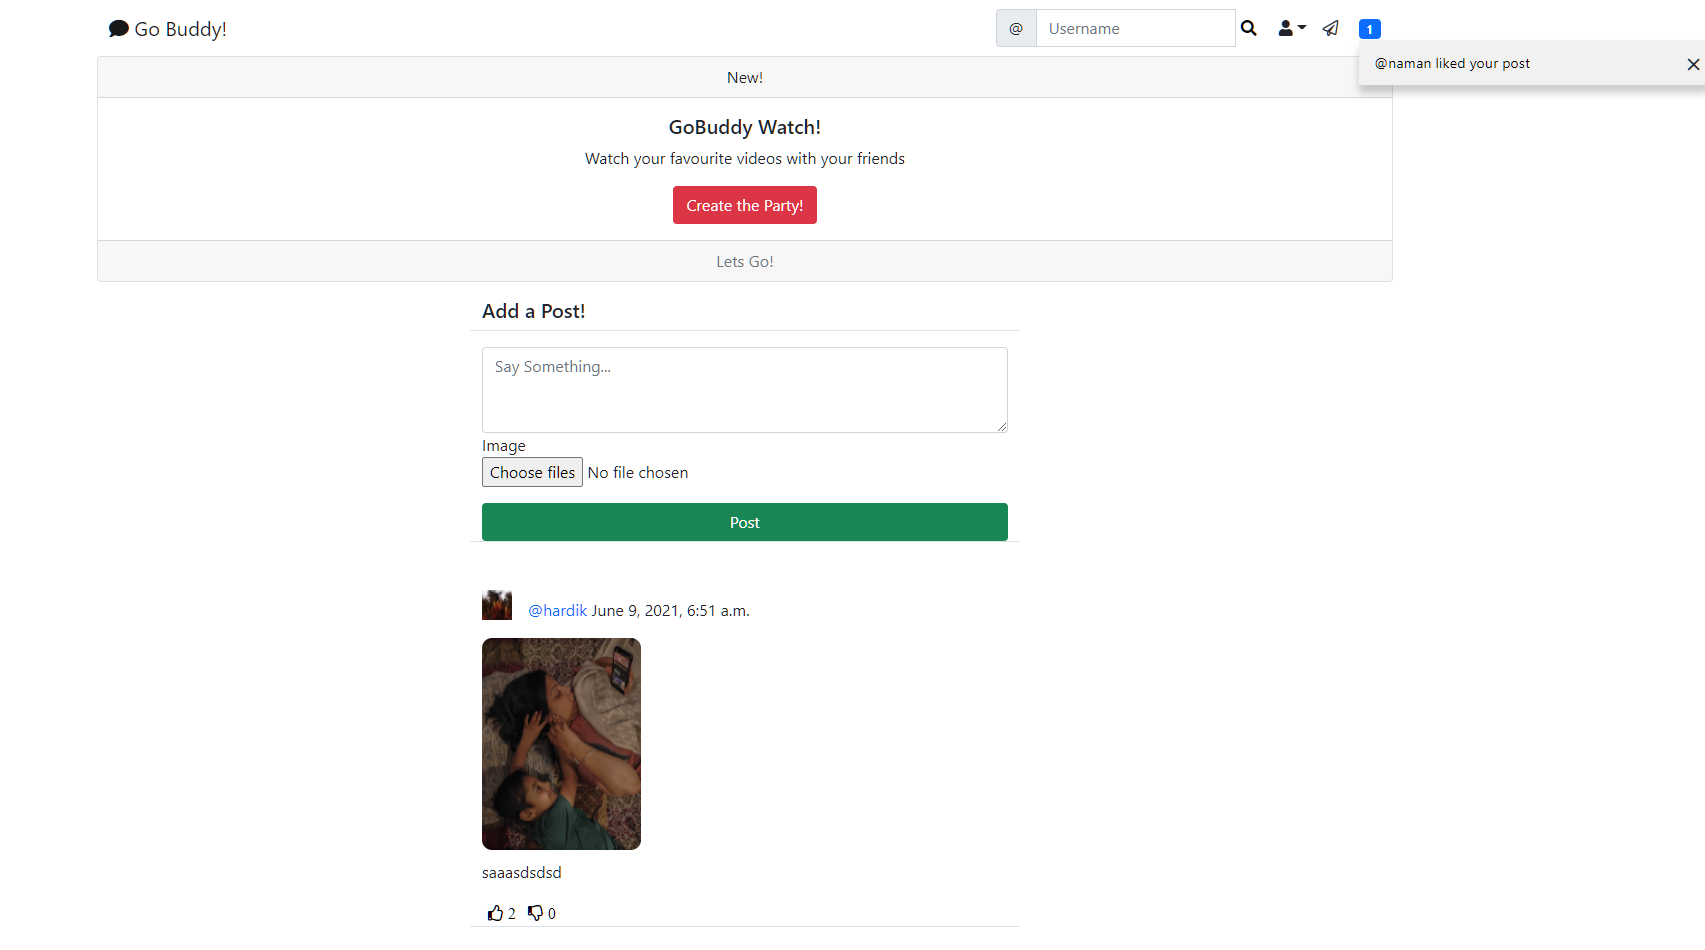 Go Buddy!
@ Username
1
@naman liked your post
New!
GoBuddy Watch!
Watch your favourite videos with your friends
Create the Party!
Lets Go!
Add a Post!
Say Something...
Image
Choose files No file chosen
Post
@hardik June 9, 2021, 6:51 a.m.
saaasdsdsd
2 0